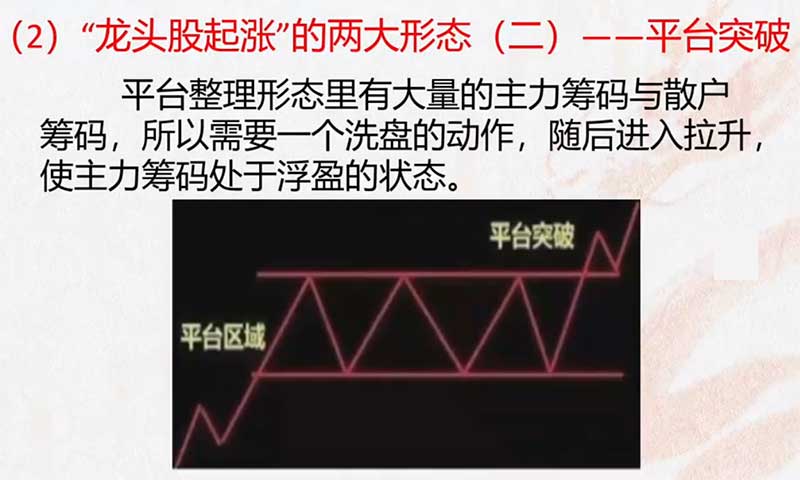 （2）“龙头股起涨”的两大形态（二）——平台突破
平台整理形态里有大量的主力筹码与散户
筹码，所以需要一个洗盘的动作，随后进入拉升，
使主力筹码处于浮盈的状态。
平台突破
平台区域